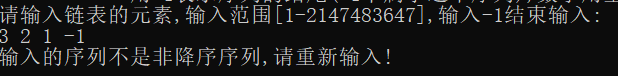 请输入链表的元素,输入范围[1-2147483647],输入-1结束输入:
3 2 1 -1
输入的序列不是非降序序列,请重新输入!